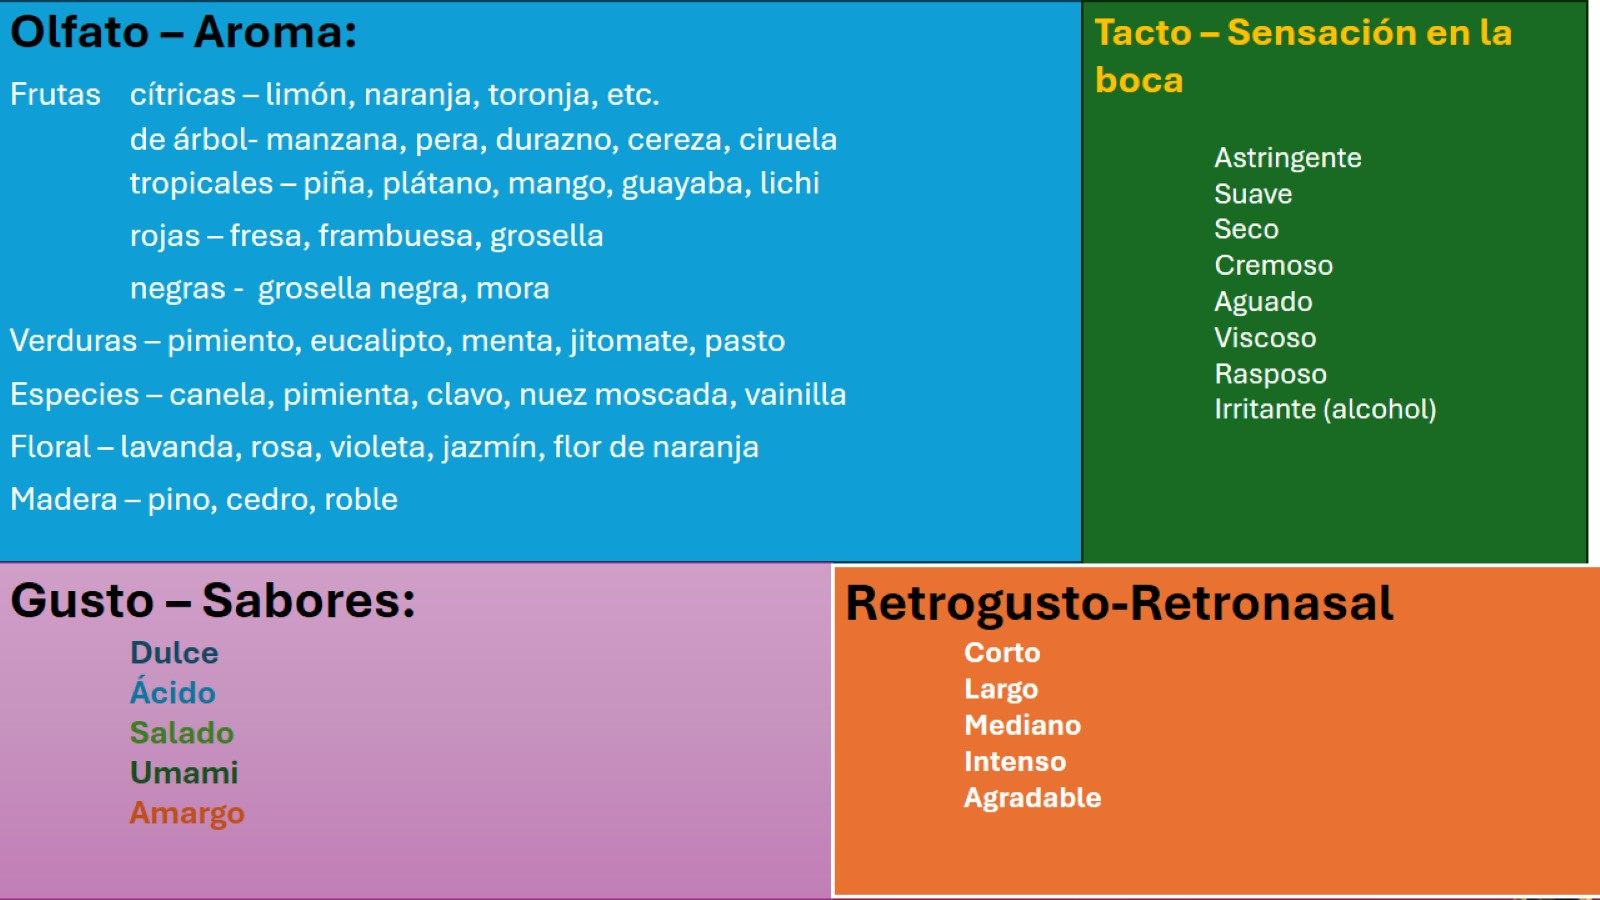 Olfato – Aroma:
Frutas cítricas – limón, naranja, toronja, etc.
de árbol- manzana, pera, durazno, cereza, ciruela
tropicales – piña, plátano, mango, guayaba, lichi
rojas – fresa, frambuesa, grosella
negras - grosella negra, mora
Verduras – pimiento, eucalipto, menta, jitomate, pasto
Especies – canela, pimienta, clavo, nuez moscada, vainilla
Floral – lavanda, rosa, violeta, jazmín, flor de naranja
Madera – pino, cedro, roble
Tacto – Sensación en la
boca
Astringente
Suave
Seco
Cremoso
Aguado
Viscoso
Rasposo
Irritante (alcohol)
Gusto – Sabores:
Dulce
Ácido
Salado
Umami
Amargo
Retrogusto-Retronasal
Corto
Largo
Mediano
Intenso
Agradable